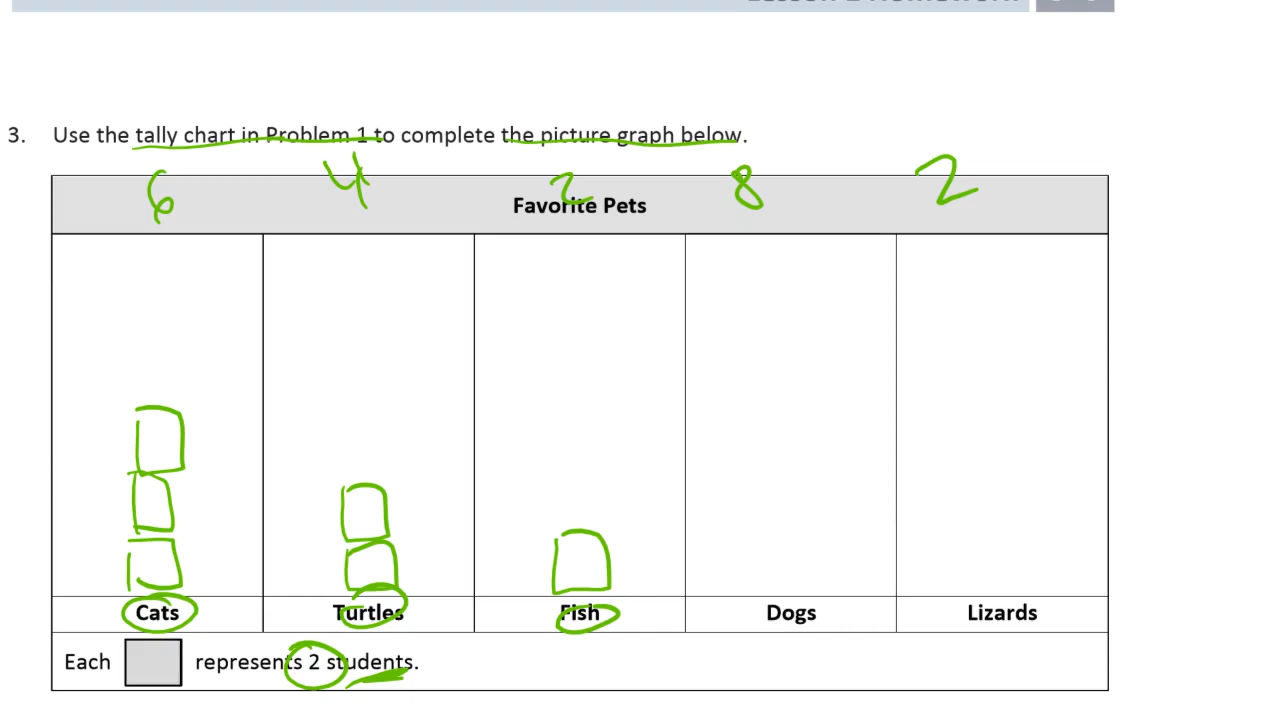 3. Use the tally chart in Problem 1 to complete the picture graph below.
6 4 2 8 2
Favorite Pets
Cats Turtles Fish Dogs Lizards
Each represents 2 students.